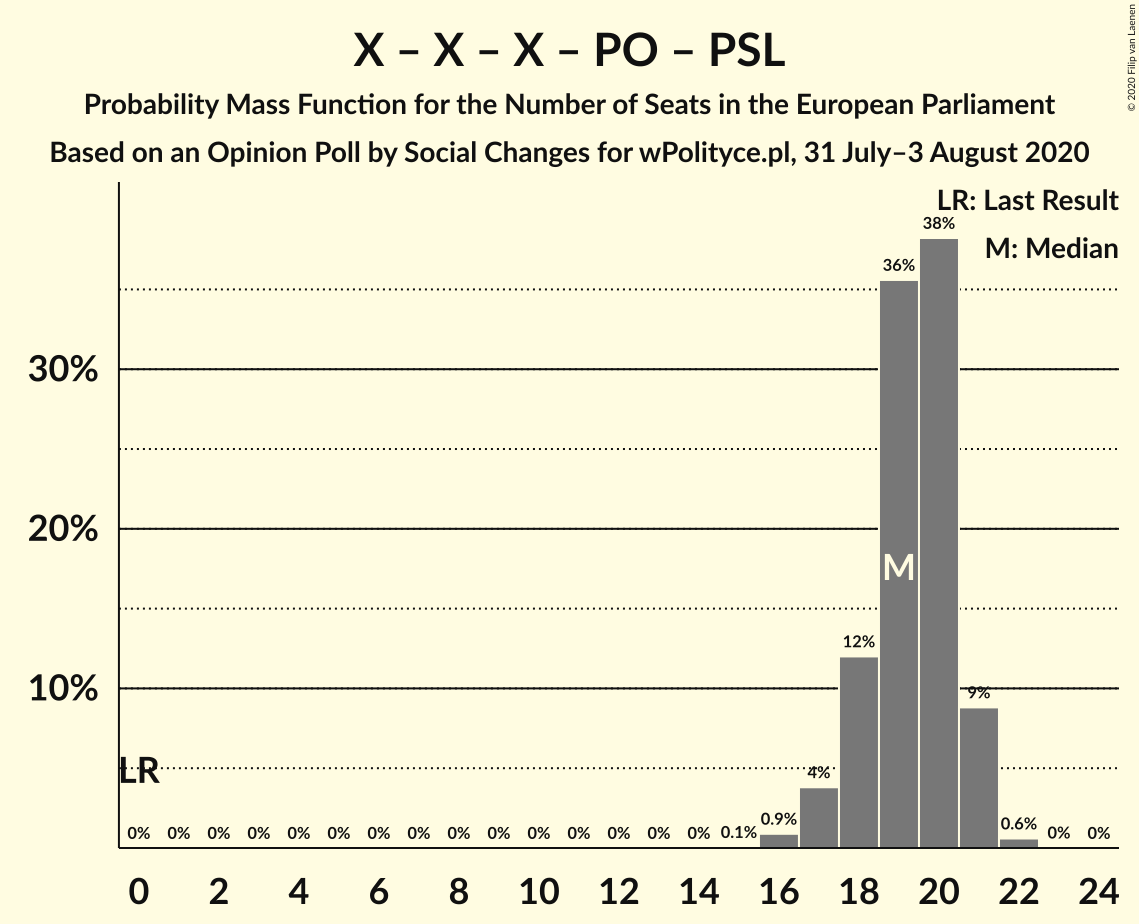 X – X – X – PO – PSL
Probability Mass Function for the Number of Seats in the European Parliament
Based on an Opinion Poll by Social Changes for wPolityce.pl, 31 July–3 August 2020
© 2020 Filip van Laenen
LR: Last Result
M: Median
38%
36%
30%
20%
M
12%
10%
9%
LR
4%
0% 0% 0% 0% 0% 0% 0% 0% 0% 0% 0% 0% 0% 0% 0% 0.1% 0.9% 0.6% 0% 0%
0 2 4 6 8 10 12 14 16 18 20 22 24